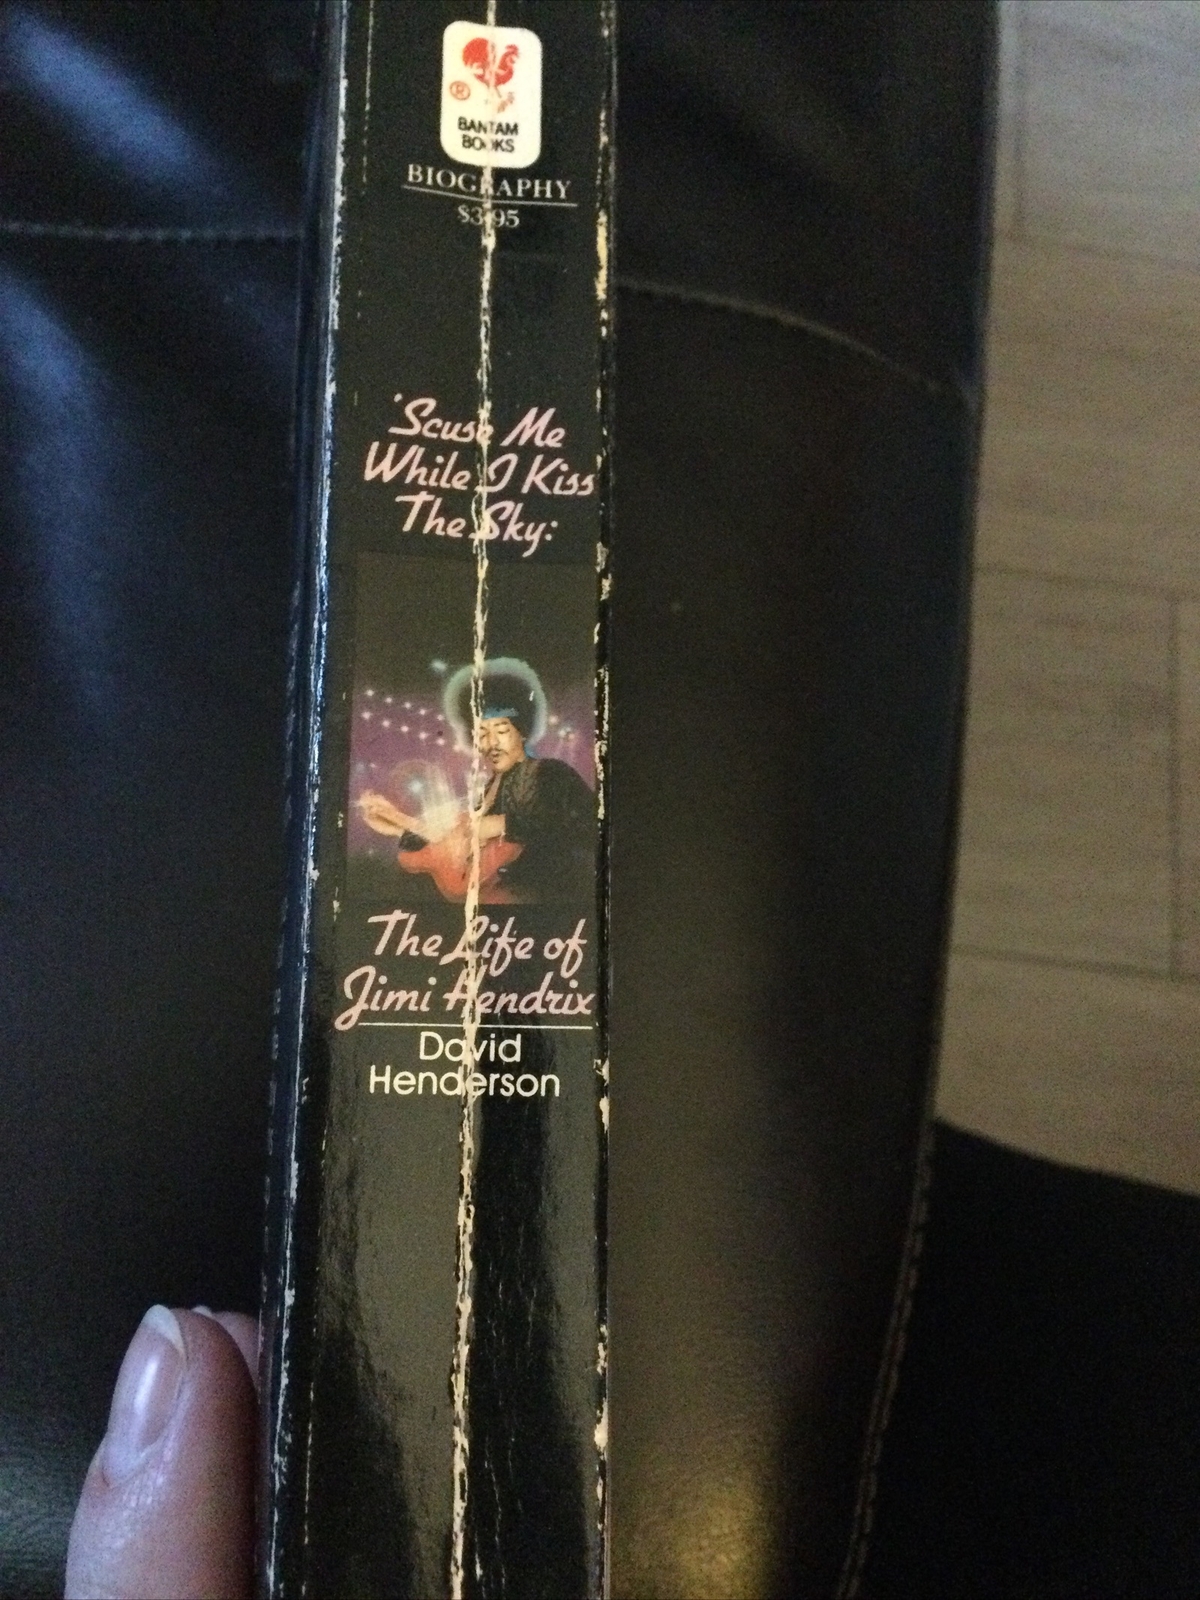 ®
BANTAM
BOOKS
BIOGRAPHY
$3.95
'Scuse Me
While I Kiss
The Sky:
The Life of
Jimi Hendrix
David
Henderson